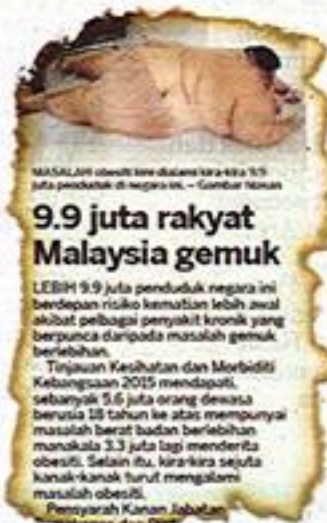 MASALAH obesiti kini dialami kira-kira 9.9
juta penduduk di negara ini. – Gambar hiasan
9.9 juta rakyat
Malaysia gemuk
LEBIH 9.9 juta penduduk negara ini
berdepan risiko kematian lebih awal
akibat pelbagai penyakit kronik yang
berpunca daripada masalah gemuk
berlebihan.
Tinjauan Kesihatan dan Morbiditi
Kebangsaan 2015 mendapati,
sebanyak 5.6 juta orang dewasa
berusia 18 tahun ke atas mempunyai
masalah berat badan berlebihan
manakala 3.3 juta lagi menderita
obesiti. Selain itu, kira-kira sejuta
kanak-kanak turut mengalami
masalah obesiti.
Pensyarah Kanan Jabatan